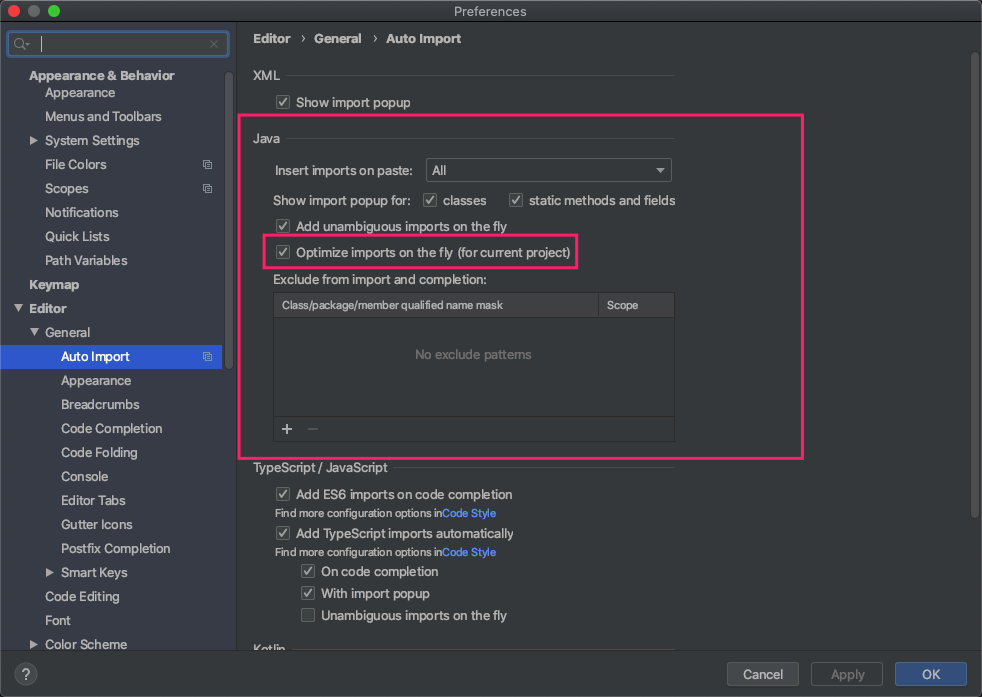 Preferences
Appearance & Behavior
Appearance
Menus and Toolbars
System Settings
File Colors
Scopes
Notifications
Quick Lists
Path Variables
Keymap
Editor
General
Auto Import
Appearance
Breadcrumbs
Code Completion
Code Folding
Console
Editor Tabs
Gutter Icons
Postfix Completion
Smart Keys
Code Editing
Font
Color Scheme
?
Editor › General › Auto Import
XML
Show import popup
Java
Insert imports on paste: All
Show import popup for: classes static methods and fields
Add unambiguous imports on the fly
Optimize imports on the fly (for current project)
Exclude from import and completion:
Class/package/member qualified name mask Scope
No exclude patterns
TypeScript / JavaScript
Add ES6 imports on code completion
Find more configuration options inCode Style
Add TypeScript imports automatically
Find more configuration options inCode Style
On code completion
With import popup
Unambiguous imports on the fly
Kotlin
Cancel Apply OK